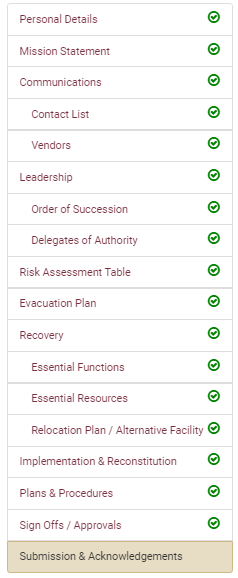 Personal Details
Mission Statement
Communications
Contact List
Vendors
Leadership
Order of Succession
Delegates of Authority
Risk Assessment Table
Evacuation Plan
Recovery
Essential Functions
Essential Resources
Relocation Plan / Alternative Facility
Implementation & Reconstitution
Plans & Procedures
Sign Offs / Approvals
Submission & Acknowledgements